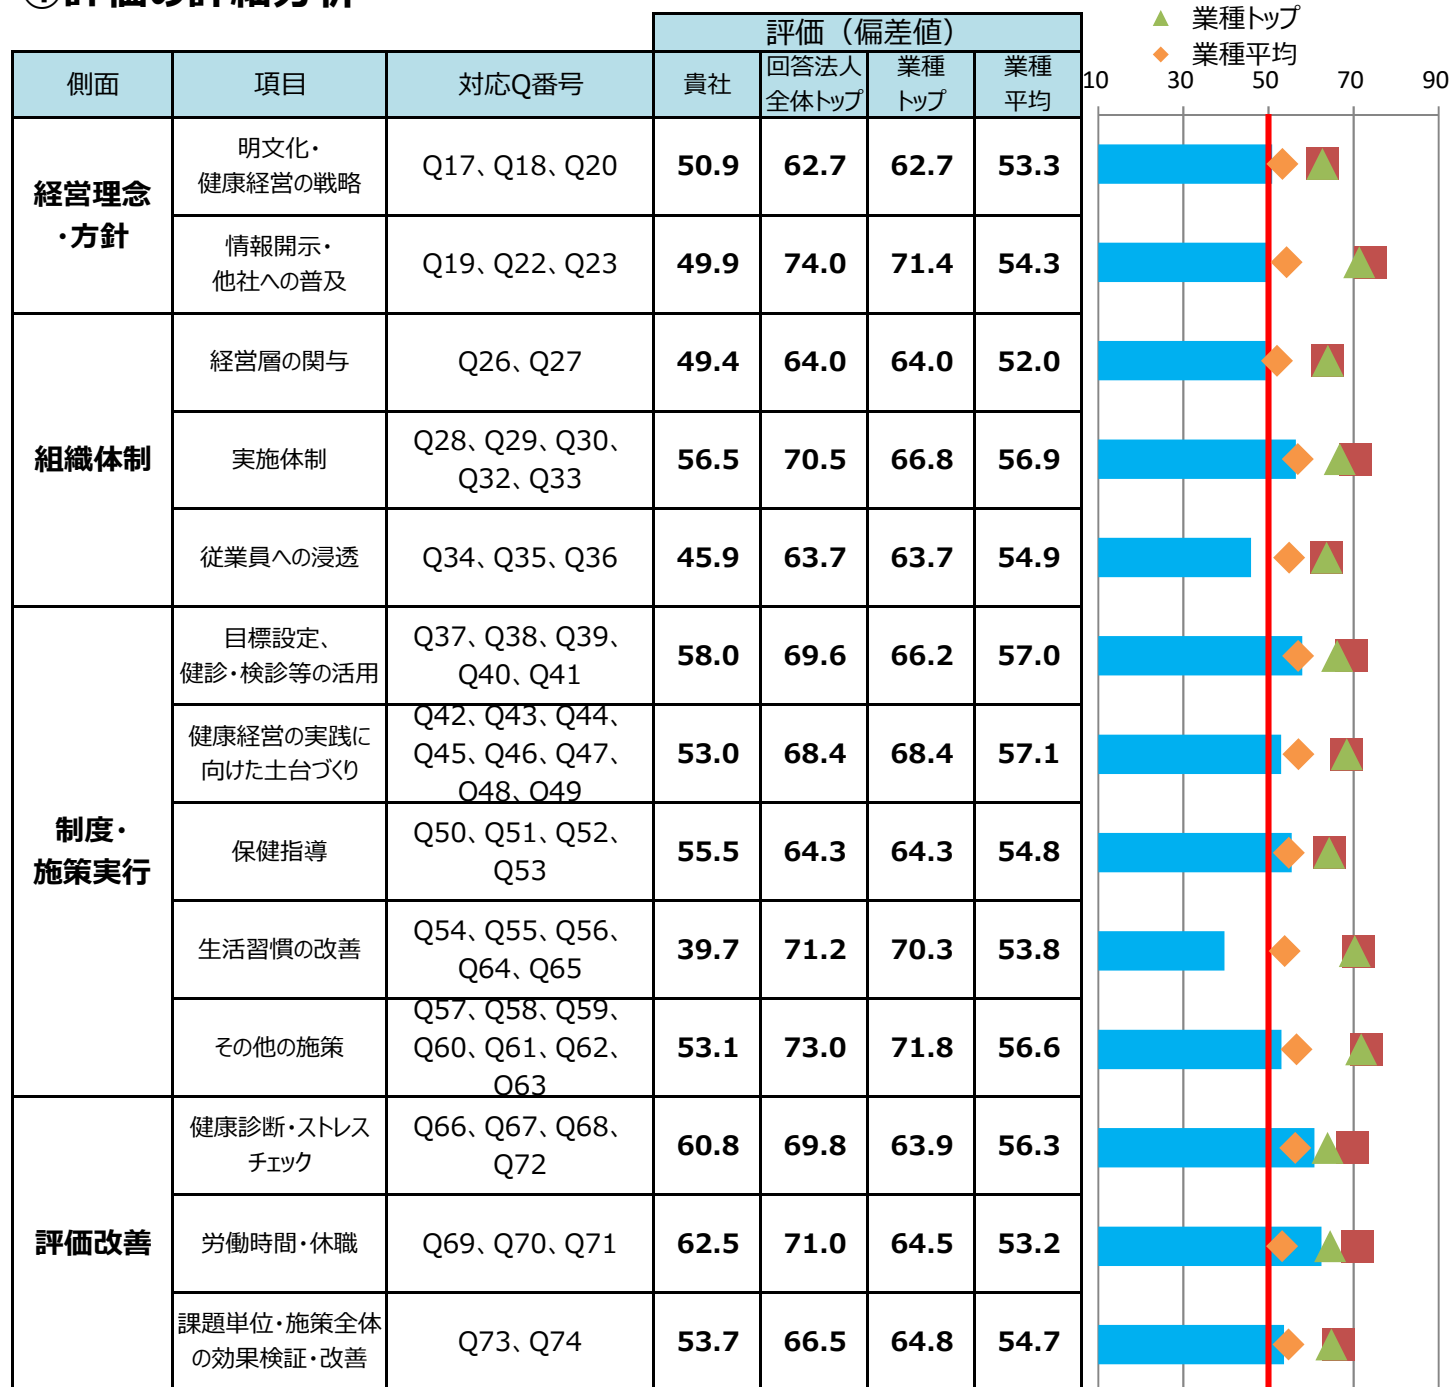 ①評価の詳細分析
▲ 業種トップ
◆ 業種平均
評価（偏差値）
側面 項目 対応Q番号 貴社 回答法人 業種 業種
全体トップ トップ 平均
10 30 50 70 90
経営理念
・方針
明文化・
健康経営の戦略
Q17、Q18、Q20 50.9 62.7 62.7 53.3
情報開示・
他社への普及
Q19、Q22、Q23 49.9 74.0 71.4 54.3
組織体制
経営層の関与 Q26、Q27 49.4 64.0 64.0 52.0
実施体制
Q28、Q29、Q30、
Q32、Q33
56.5 70.5 66.8 56.9
従業員への浸透 Q34、Q35、Q36 45.9 63.7 63.7 54.9
制度・
施策実行
目標設定、
健診・検診等の活用
Q37、Q38、Q39、
Q40、Q41
58.0 69.6 66.2 57.0
健康経営の実践に
向けた土台づくり
Q42、Q43、Q44、
Q45、Q46、Q47、
Q48、Q49
53.0 68.4 68.4 57.1
保健指導
Q50、Q51、Q52、
Q53
55.5 64.3 64.3 54.8
生活習慣の改善
Q54、Q55、Q56、
Q64、Q65
39.7 71.2 70.3 53.8
その他の施策
Q57、Q58、Q59、
Q60、Q61、Q62、
Q63
53.1 73.0 71.8 56.6
評価改善
健康診断・ストレス
チェック
Q66、Q67、Q68、
Q72
60.8 69.8 63.9 56.3
労働時間・休職 Q69、Q70、Q71 62.5 71.0 64.5 53.2
課題単位・施策全体
の効果検証・改善
Q73、Q74 53.7 66.5 64.8 54.7